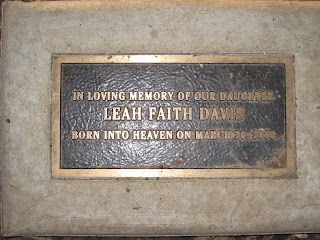 IN LOVING MEMORY OF OUR DAUGHTER
LEAH FAITH DAVIS
BORN INTO HEAVEN ON MARCH